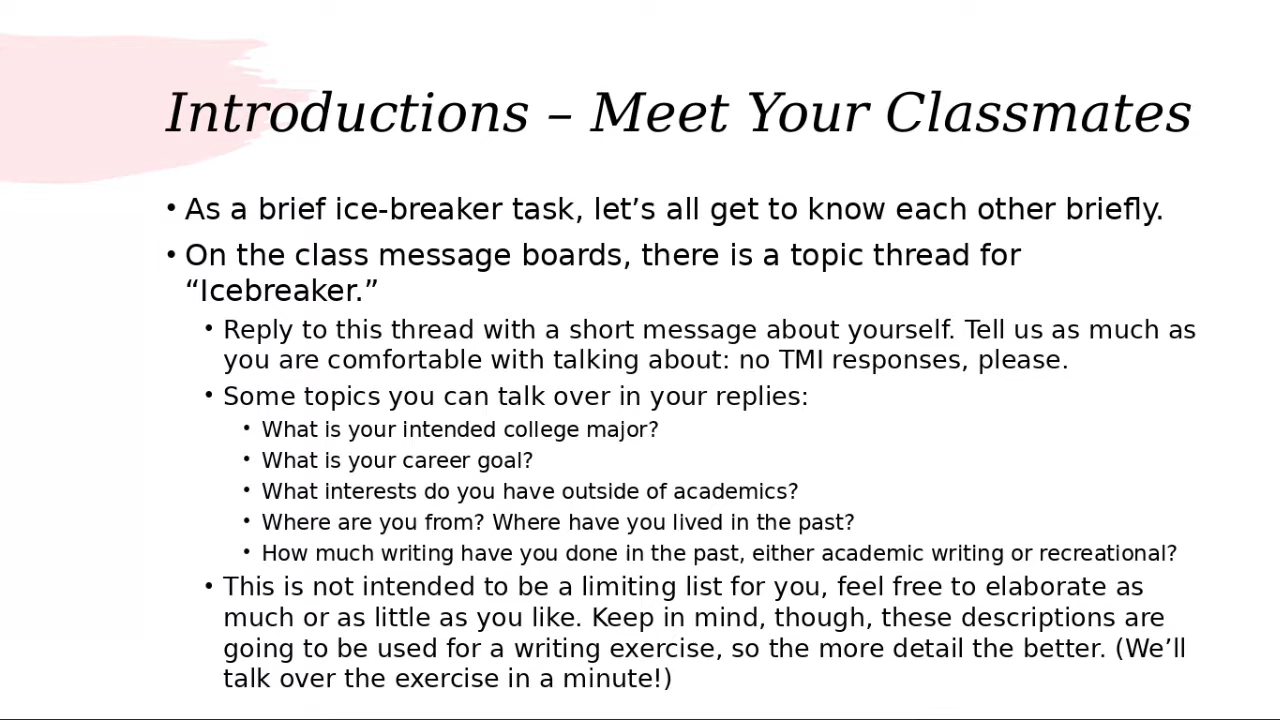 Introductions – Meet Your Classmates
• As a brief ice-breaker task, let’s all get to know each other briefly.
• On the class message boards, there is a topic thread for
“Icebreaker.”
• Reply to this thread with a short message about yourself. Tell us as much as
you are comfortable with talking about: no TMI responses, please.
• Some topics you can talk over in your replies:
• What is your intended college major?
• What is your career goal?
• What interests do you have outside of academics?
• Where are you from? Where have you lived in the past?
• How much writing have you done in the past, either academic writing or recreational?
• This is not intended to be a limiting list for you, feel free to elaborate as
much or as little as you like. Keep in mind, though, these descriptions are
going to be used for a writing exercise, so the more detail the better. (We’ll
talk over the exercise in a minute!)